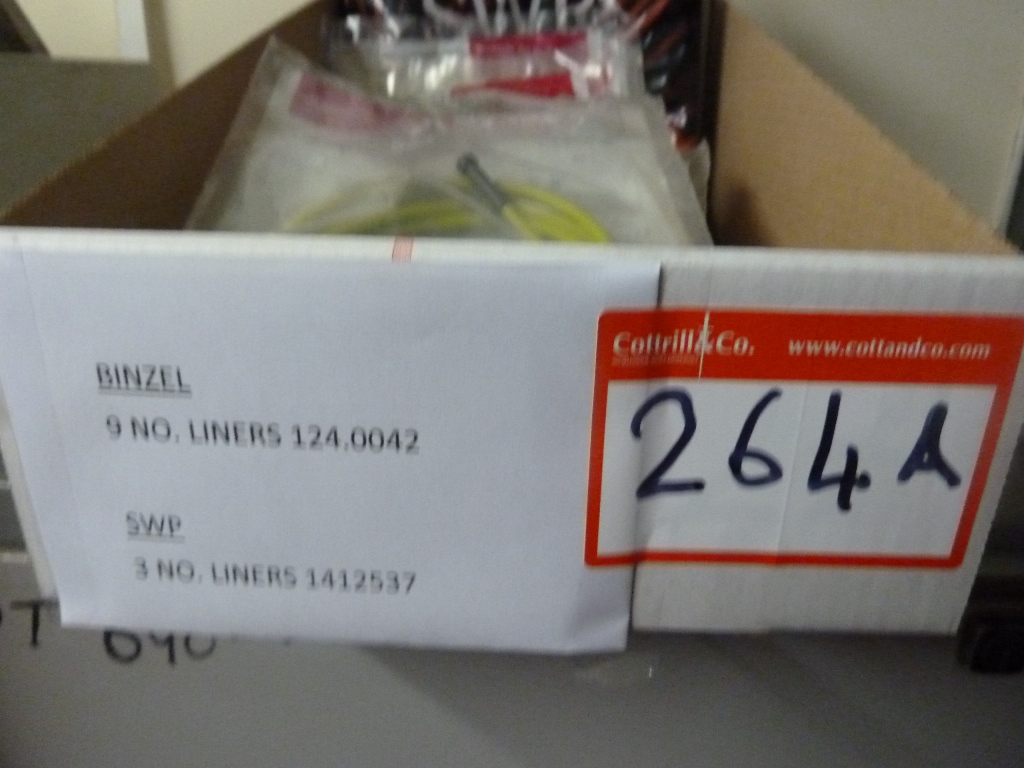 BINZEL
9 NO. LINERS 124.0042
SWP
3 NO. LINERS 1412537
Cottrill&Co. www.cottandco.com
264A